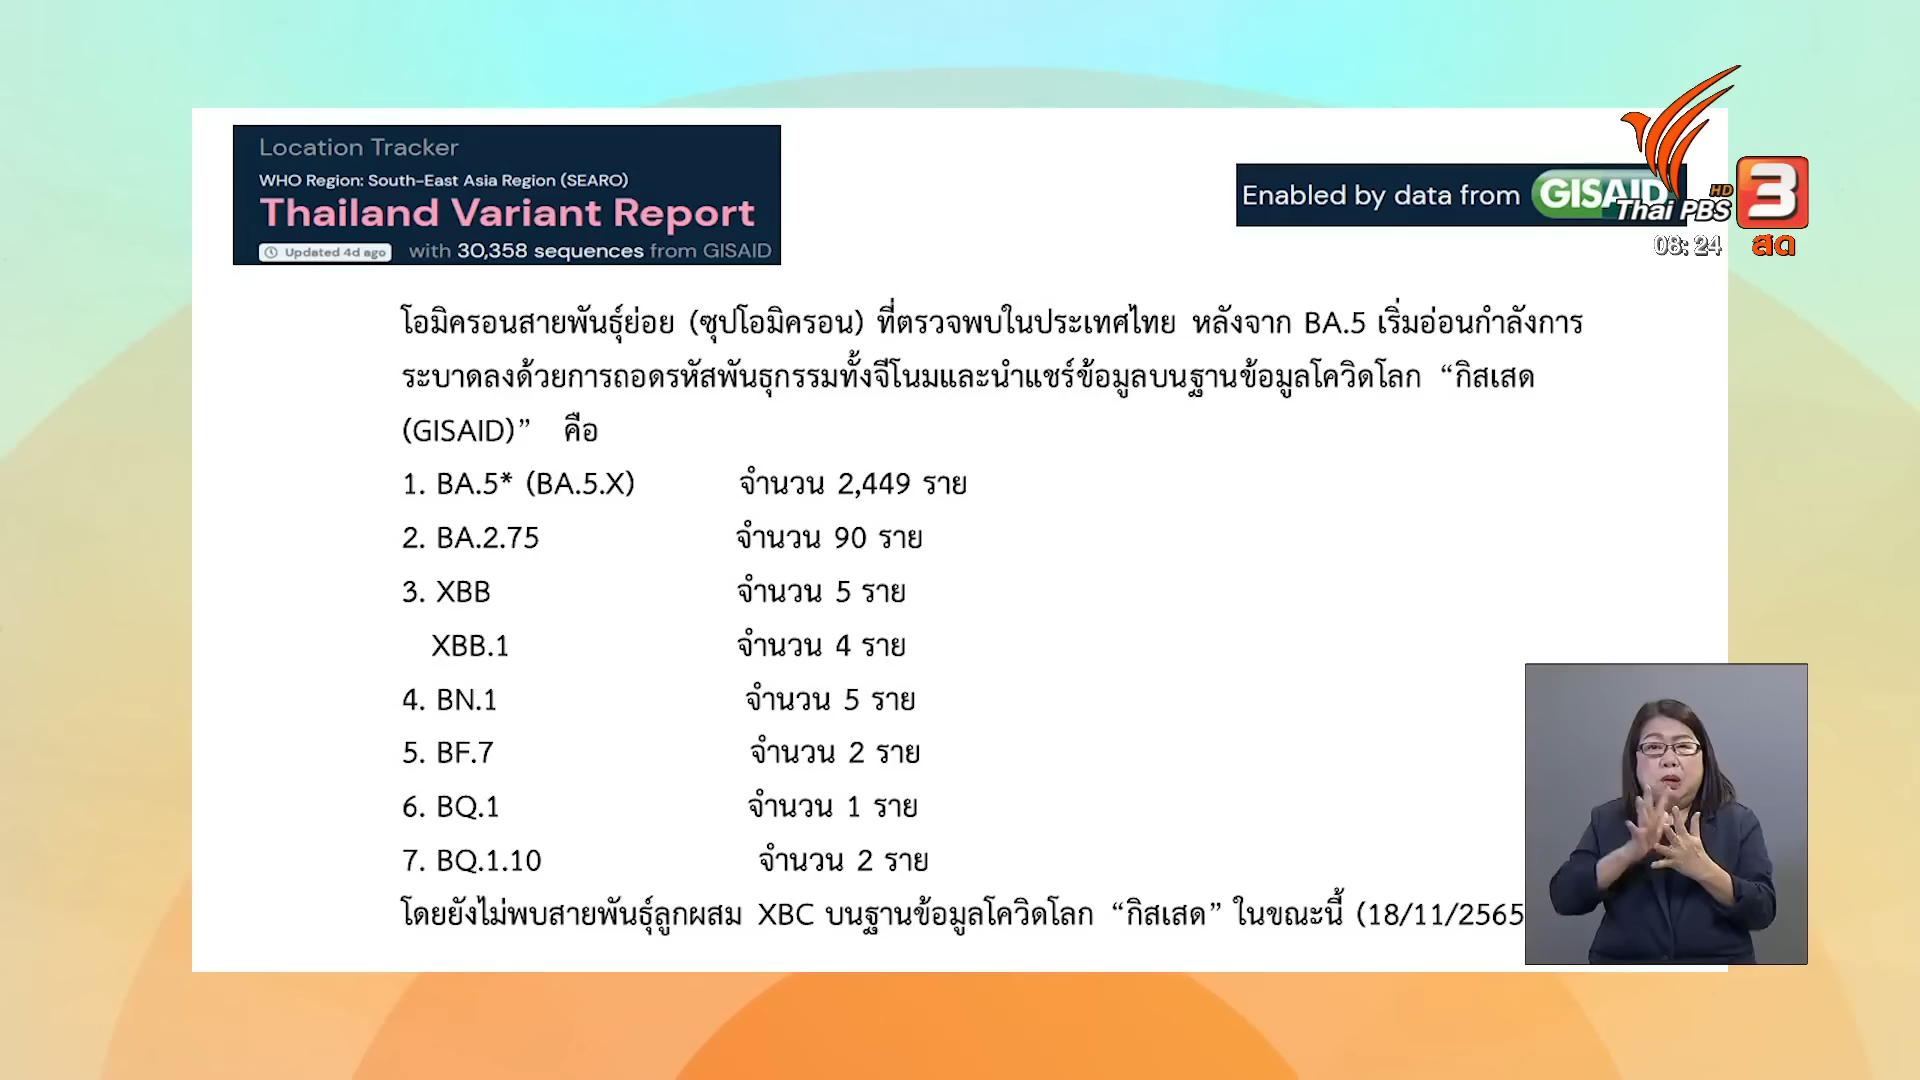 Location Tracker
WHO Region: South-East Asia Region (SEARO)
Thailand Variant Report
Updated 4d ago with 30,358 sequences from GISAID
Enabled by data from GISAID
HD
Thai PBS 3
08:24 สด
โอมิครอนสายพันธุ์ย่อย (ซุปโอมิครอน) ที่ตรวจพบในประเทศไทย หลังจาก BA.5 เริ่มอ่อนกำลังการ
ระบาดลงด้วยการถอดรหัสพันธุกรรมทั้งจีโนมและนำแชร์ข้อมูลบนฐานข้อมูลโควิดโลก “กิสเสด
(GISAID)” คือ
1. BA.5* (BA.5.X) จำนวน 2,449 ราย
2. BA.2.75 จำนวน 90 ราย
3. XBB จำนวน 5 ราย
XBB.1 จำนวน 4 ราย
4. BN.1 จำนวน 5 ราย
5. BF.7 จำนวน 2 ราย
6. BQ.1 จำนวน 1 ราย
7. BQ.1.10 จำนวน 2 ราย
โดยยังไม่พบสายพันธุ์ลูกผสม XBC บนฐานข้อมูลโควิดโลก “กิสเสด” ในขณะนี้ (18/11/2565